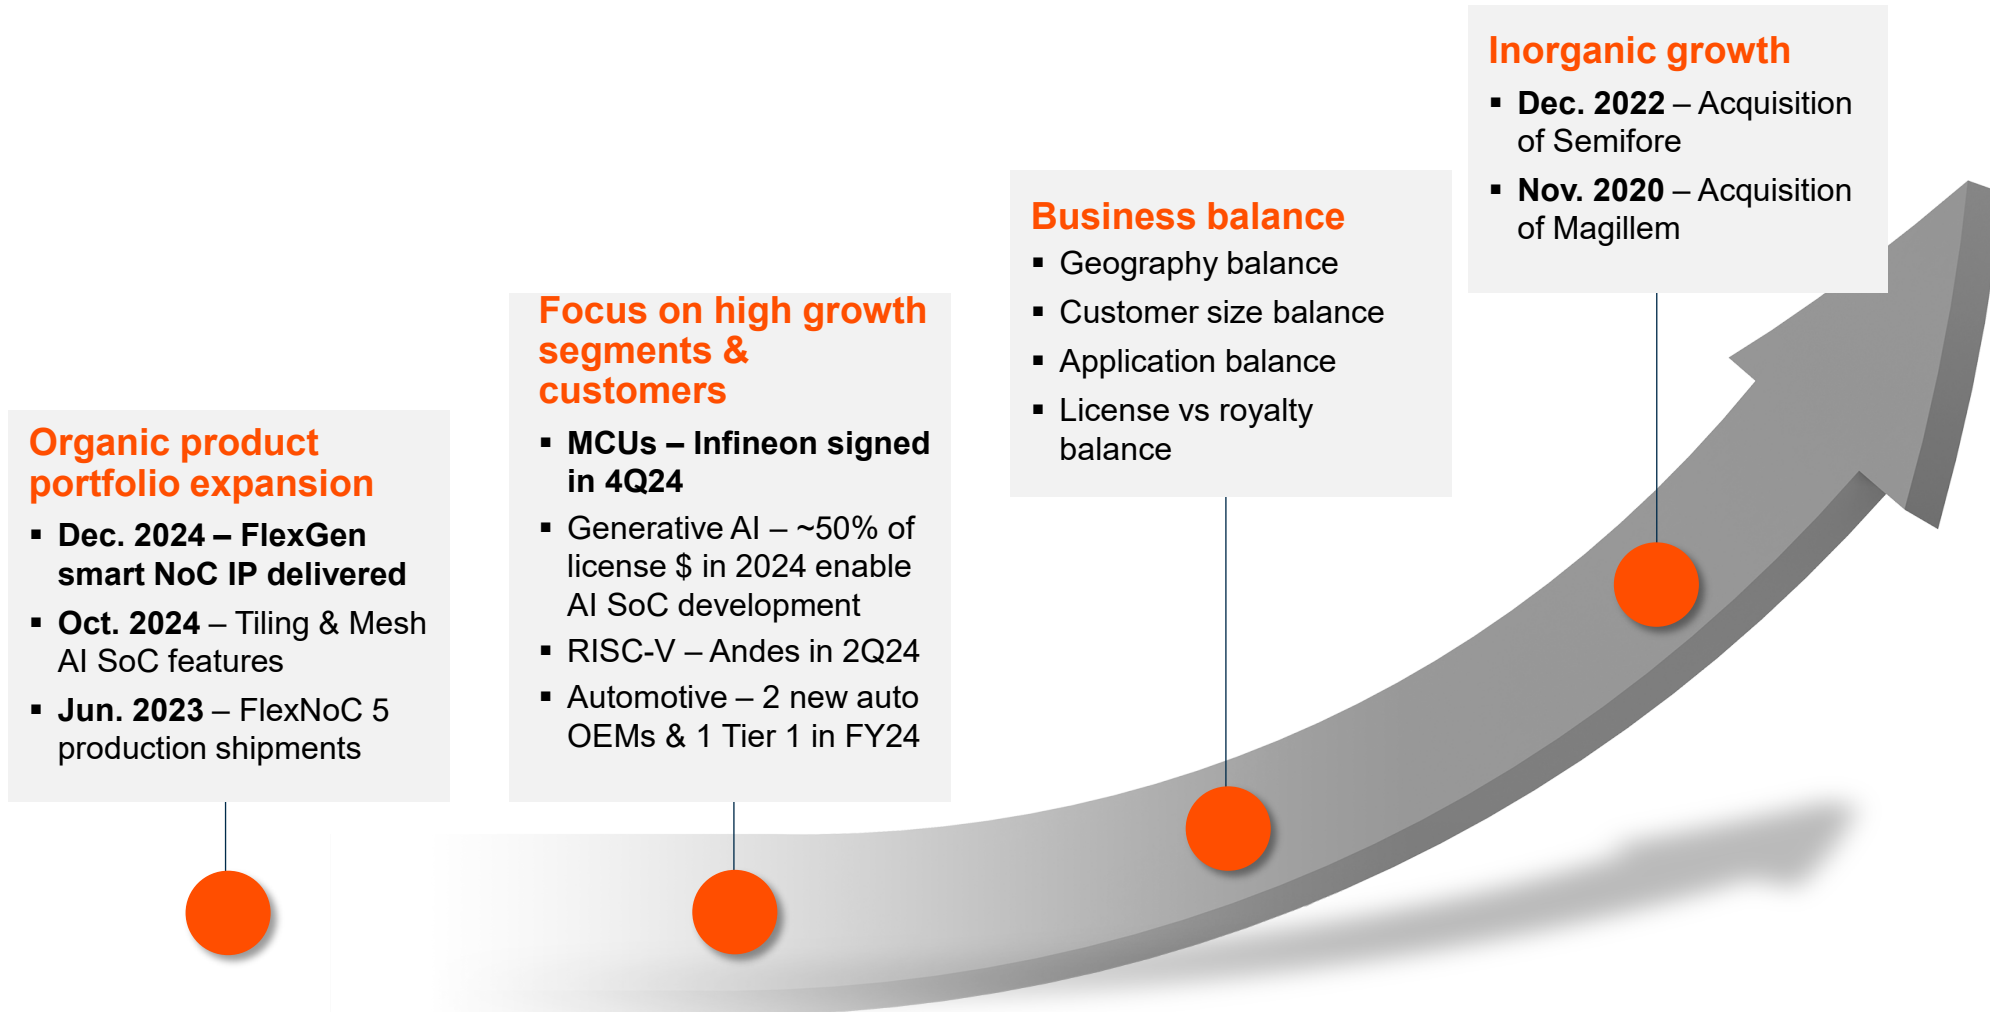 Organic product
portfolio expansion
▪ Dec. 2024 – FlexGen
smart NoC IP delivered
▪ Oct. 2024 – Tiling & Mesh
AI SoC features
▪ Jun. 2023 – FlexNoC 5
production shipments
Focus on high growth
segments &
customers
▪ MCUs – Infineon signed
in 4Q24
▪ Generative AI – ~50% of
license $ in 2024 enable
AI SoC development
▪ RISC-V – Andes in 2Q24
▪ Automotive – 2 new auto
OEMs & 1 Tier 1 in FY24
Business balance
▪ Geography balance
▪ Customer size balance
▪ Application balance
▪ License vs royalty
balance
Inorganic growth
▪ Dec. 2022 – Acquisition
of Semifore
▪ Nov. 2020 – Acquisition
of Magillem